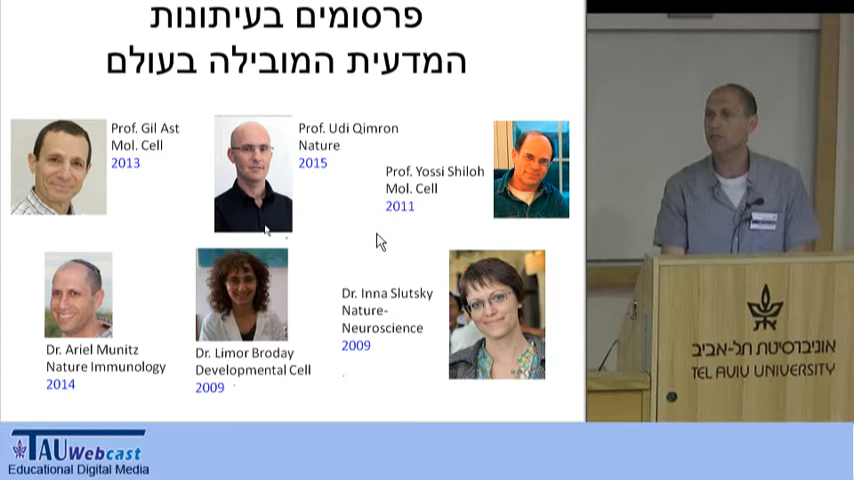 פרסומים בעיתונות
המדעית המובילה בעולם
Prof. Gil Ast
Mol. Cell
2013
Prof. Udi Qimron
Nature
2015
Prof. Yossi Shiloh
Mol. Cell
2011
Dr. Ariel Munitz
Nature Immunology
2014
Dr. Limor Broday
Developmental Cell
2009
Dr. Inna Slutsky
Nature-
Neuroscience
2009
אוניברסיטת תל-אביב
TEL AVIV UNIVERSITY
TAU Webcast
Educational Digital Media